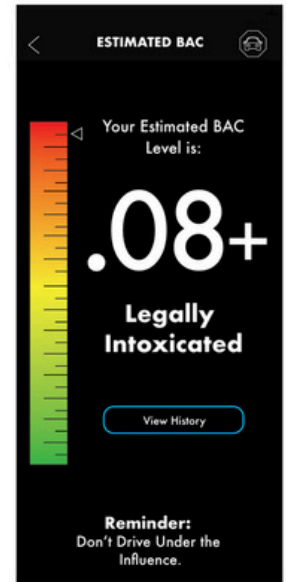 ESTIMATED BAC
Your Estimated BAC
Level is:
.08+
Legally
Intoxicated
View History
Reminder:
Don't Drive Under the
Influence.